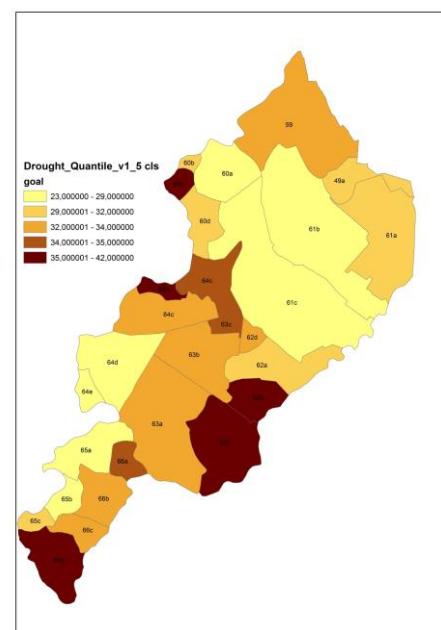 59
60b
60a
49a
61a
60d
61b
Drought_Quantile_v1_5 cls
goal
23,000000 - 29,000000
29,000001 - 32,000000
32,000001 - 34,000000
34,000001 - 35,000000
35,000001 - 42,000000
64c
61c
64c
63c
62d
63b
62a
64d
64e
63a
65a
66a
65b
66b
65c
66c